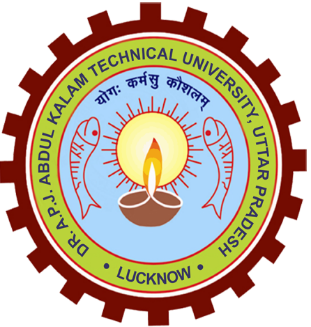 DR. A.P.J. ABDUL KALAM TECHNICAL UNIVERSITY, UTTAR PRADESH
योगः कर्मसु कौशलम्
• LUCKNOW •